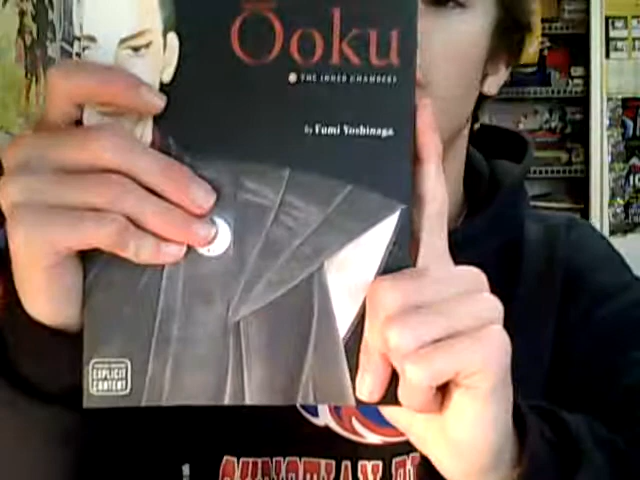 Ōoku
THE INNER CHAMBERS
by Fumi Yoshinaga
EXPLICIT
CONTENT